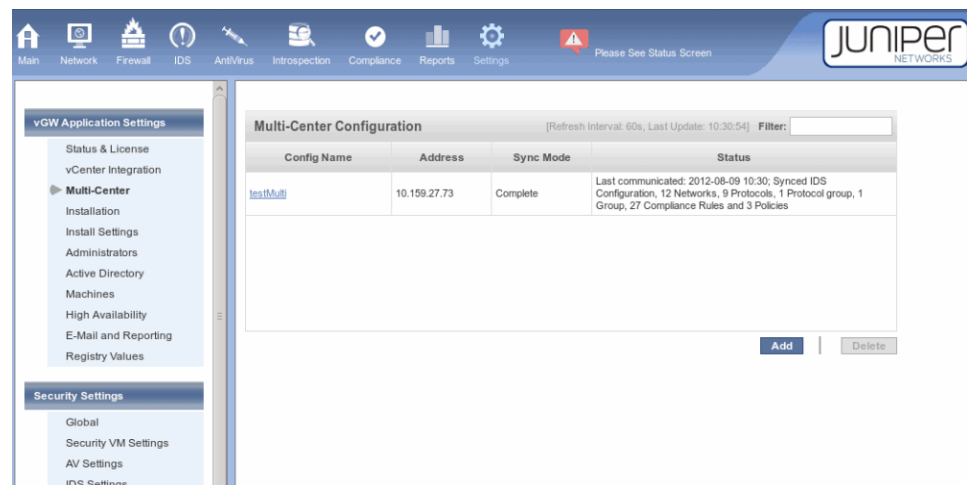 Main Network Firewall IDS AntiVirus Introspection Compliance Reports Settings
Please See Status Screen
JUNIPER
NETWORKS
vGW Application Settings
Status & License
vCenter Integration
Multi-Center
Installation
Install Settings
Administrators
Active Directory
Machines
High Availability
E-Mail and Reporting
Registry Values
Security Settings
Global
Security VM Settings
AV Settings
IDS Settings
Multi-Center Configuration [Refresh Interval: 60s, Last Update: 10:30:54] Filter:
Config Name Address Sync Mode Status
testMulti 10.159.27.73 Complete
Last communicated: 2012-08-09 10:30; Synced IDS
Configuration, 12 Networks, 9 Protocols, 1 Protocol group, 1
Group, 27 Compliance Rules and 3 Policies
Add Delete